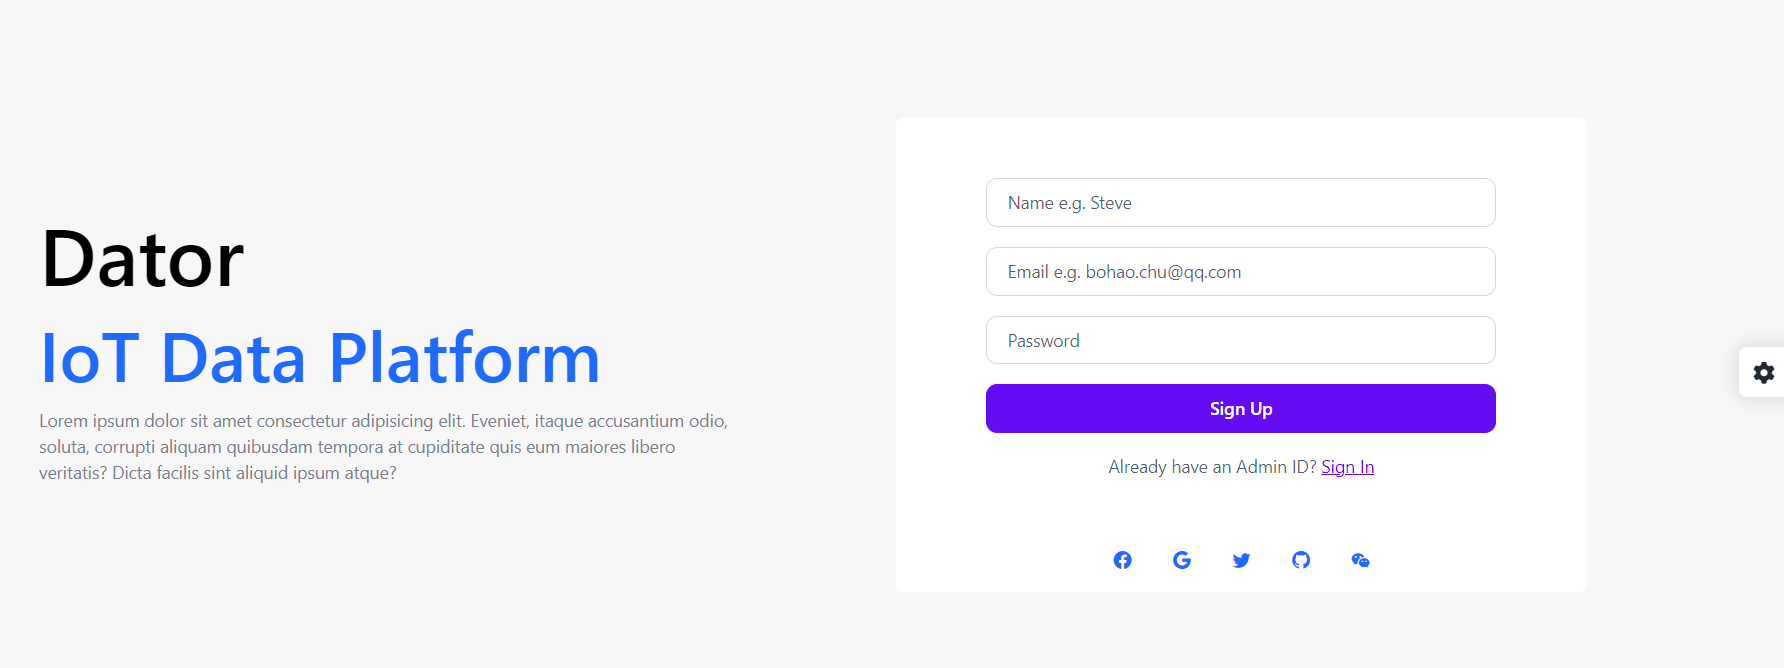 Dator
IoT Data Platform
Lorem ipsum dolor sit amet consectetur adipisicing elit. Eveniet, itaque accusantium odio,
soluta, corrupti aliquam quibusdam tempora at cupiditate quis eum maiores libero
veritatis? Dicta facilis sint aliquid ipsum atque?
Name e.g. Steve
Email e.g. bohao.chu@qq.com
Password
Sign Up
Already have an Admin ID? Sign In